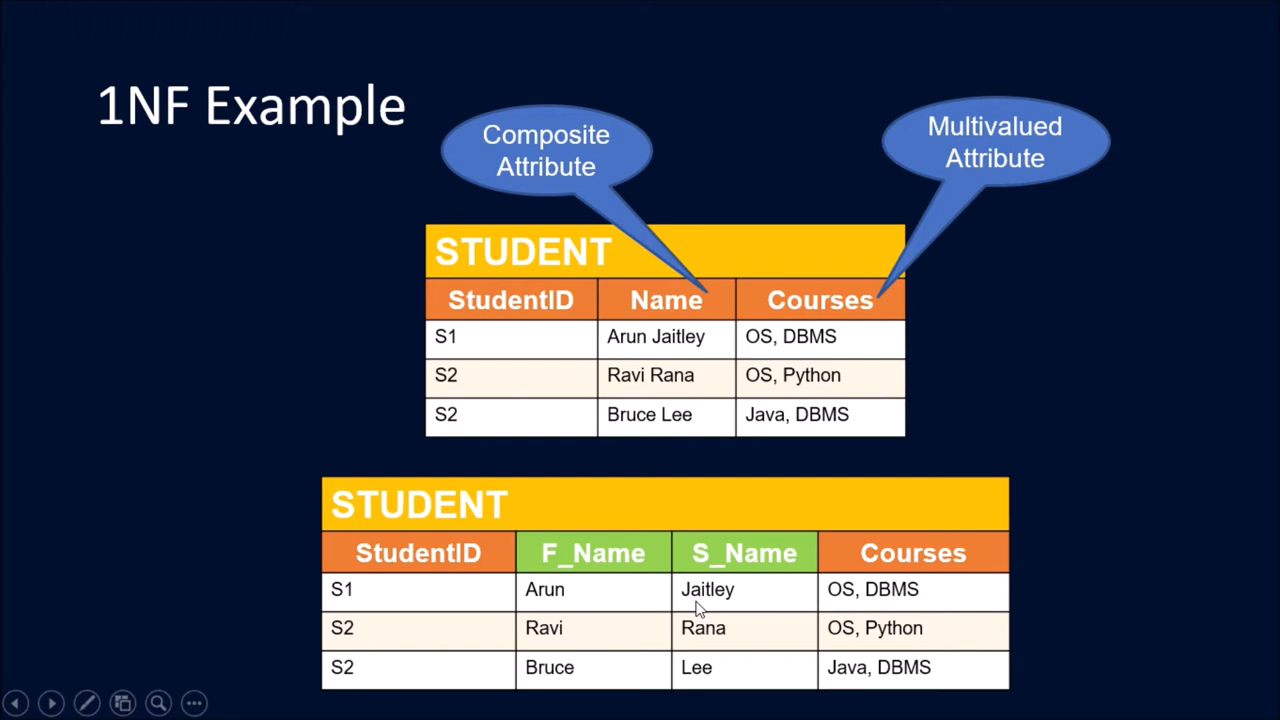 1NF Example
Composite
Attribute
Multivalued
Attribute
STUDENT
StudentID Name Courses
S1 Arun Jaitley OS, DBMS
S2 Ravi Rana OS, Python
S2 Bruce Lee Java, DBMS
STUDENT
StudentID F_Name S_Name Courses
S1 Arun Jaitley OS, DBMS
S2 Ravi Rana OS, Python
S2 Bruce Lee Java, DBMS